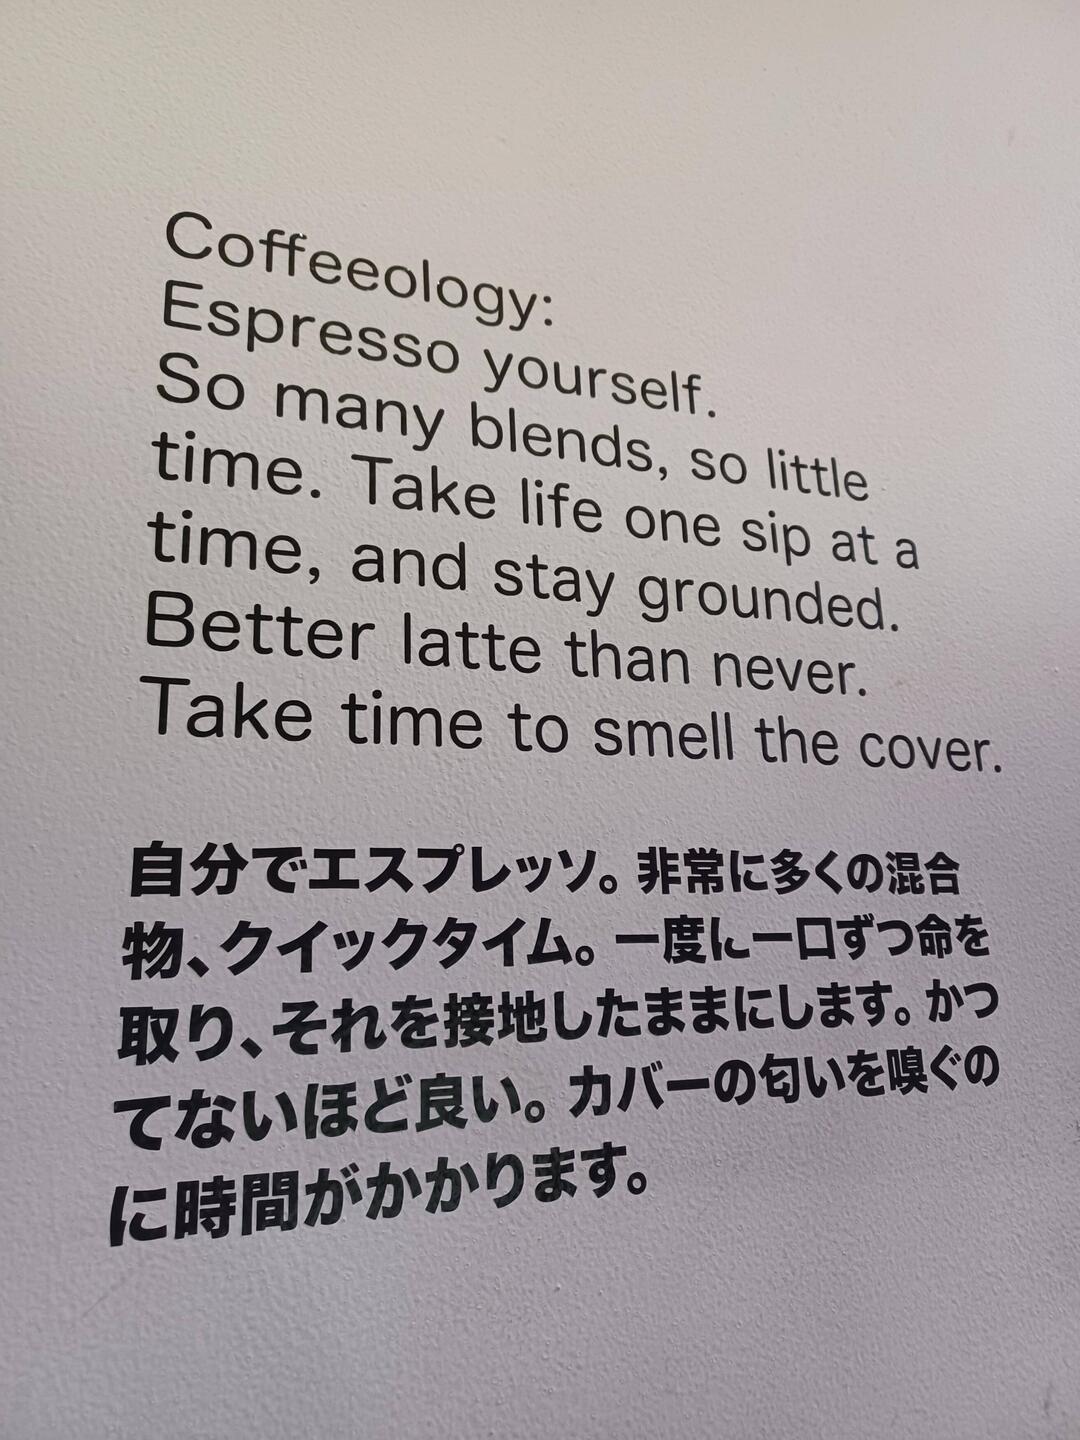 Coffeeology:
Espresso yourself.
So many blends, so little
time. Take life one sip at a
time, and stay grounded.
Better latte than never.
Take time to smell the cover.
自分でエスプレッソ。非常に多くの混合
物、クイックタイム。一度に一口ずつ命を
取り、それを接地したままにします。かつ
てないほど良い。カバーの匂いを嗅ぐの
に時間がかかります。